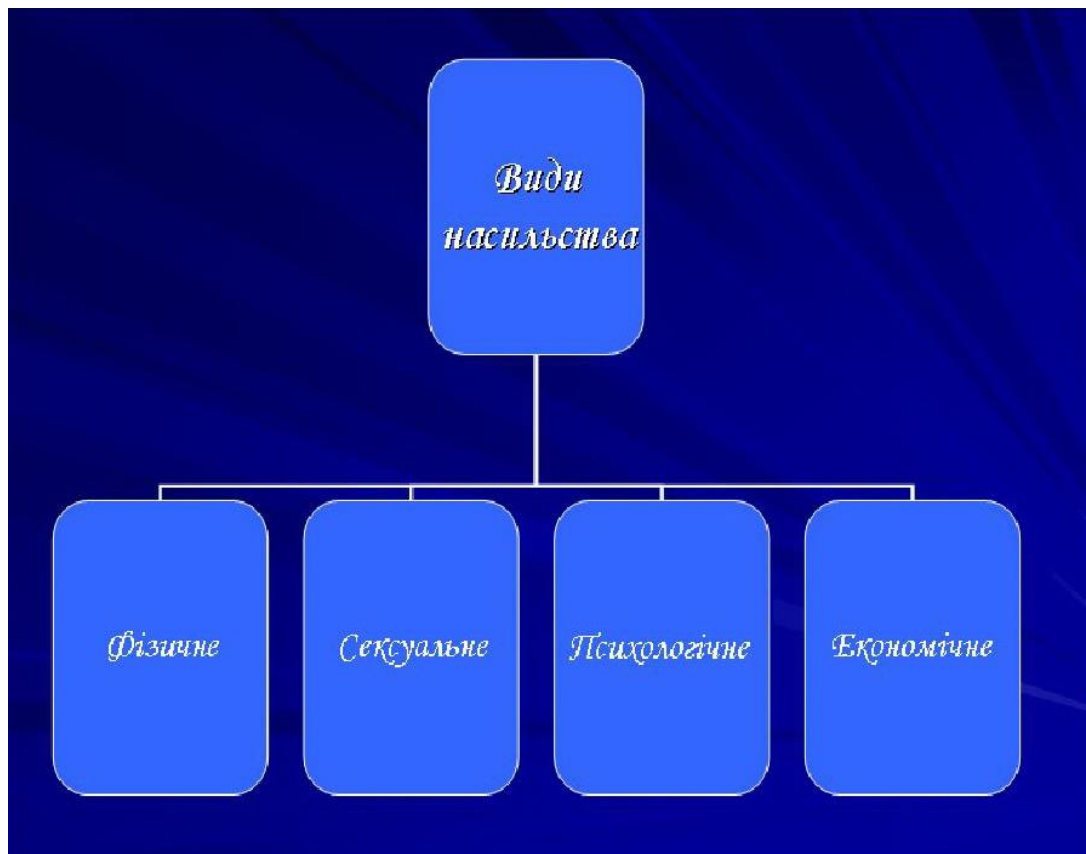 Види
насильства
Фізичне
Сексуальне
Психологічне
Економічне